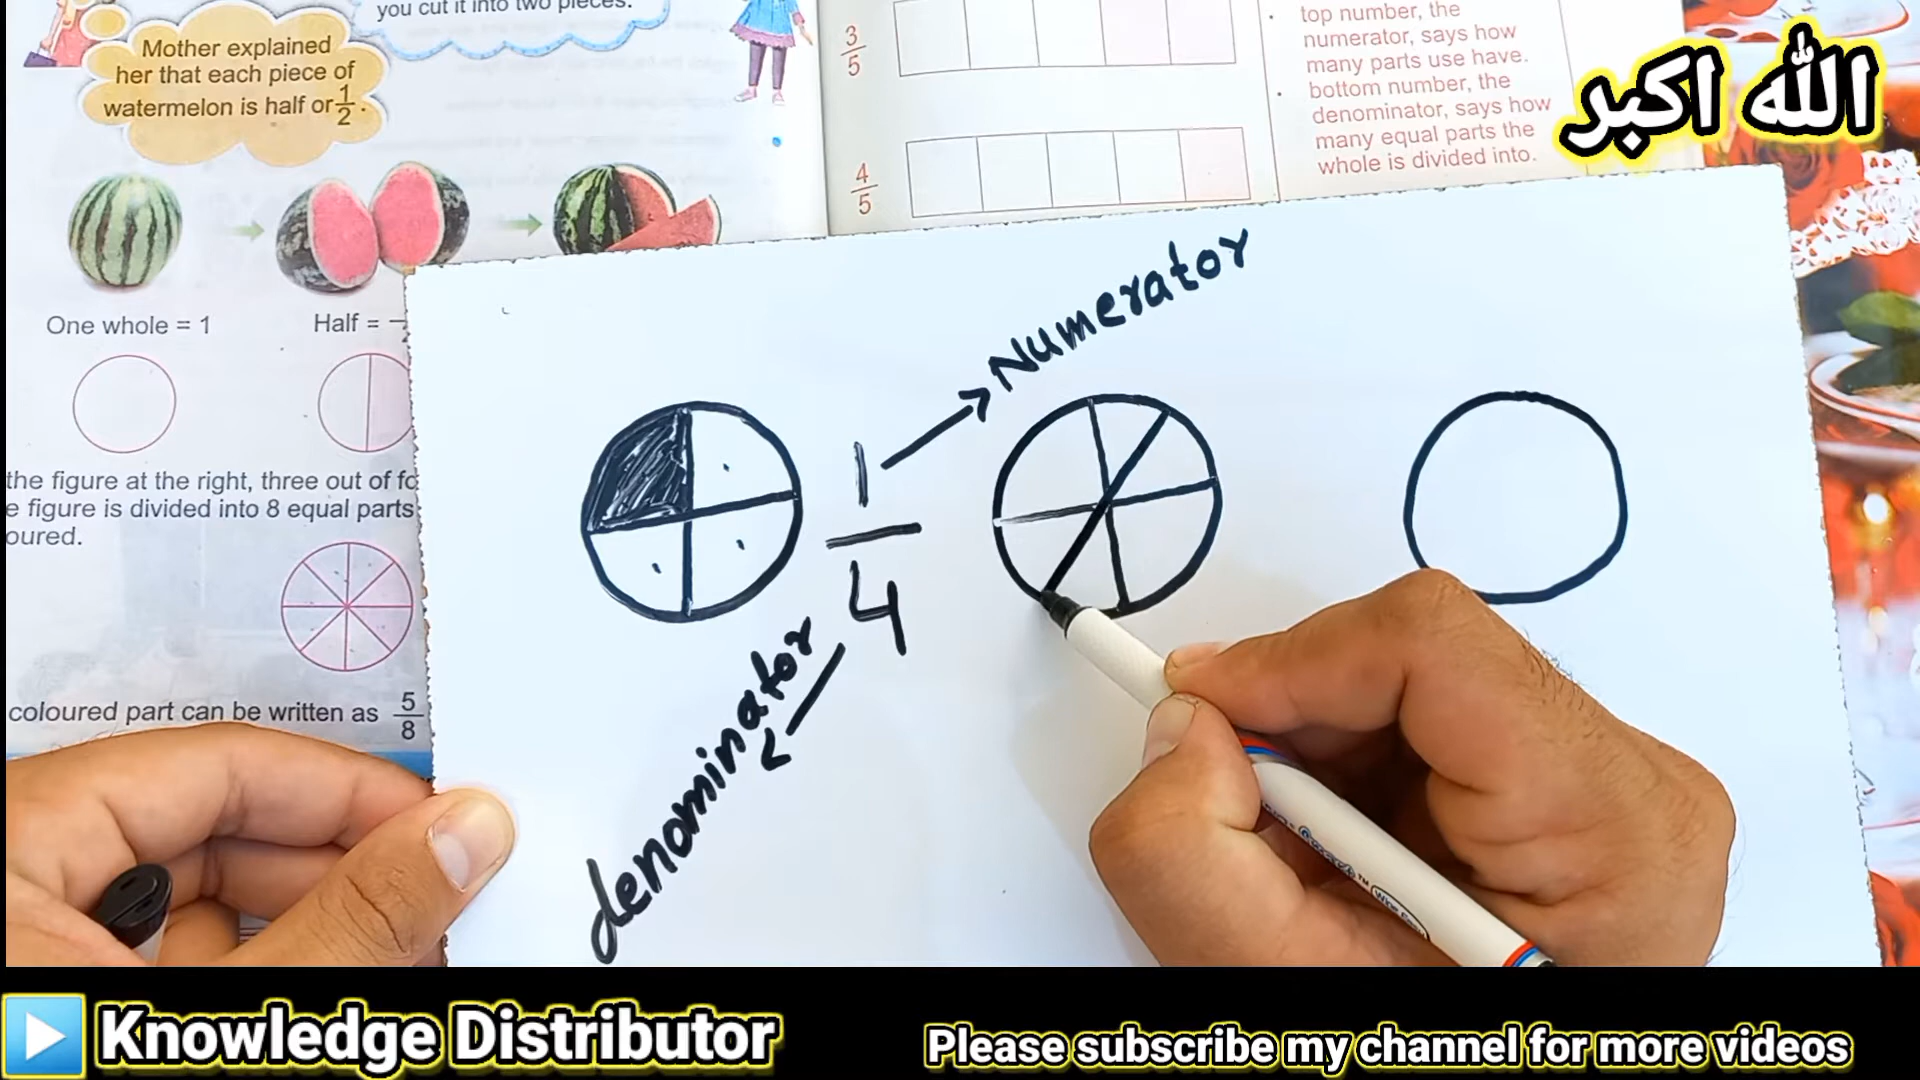 you cut it into two pieces.
Mother explained
her that each piece of
watermelon is half or 1/2.
One whole = 1
Half =
the figure at the right, three out of fo
e figure is divided into 8 equal parts
oured.
coloured part can be written as 5/8
3/5
4/5
top number, the
numerator, says how
many parts use have.
bottom number, the
denominator, says how
many equal parts the
whole is divided into.
الله اكبر
Numerator
1/4
denominator
Knowledge Distributor
Please subscribe my channel for more videos